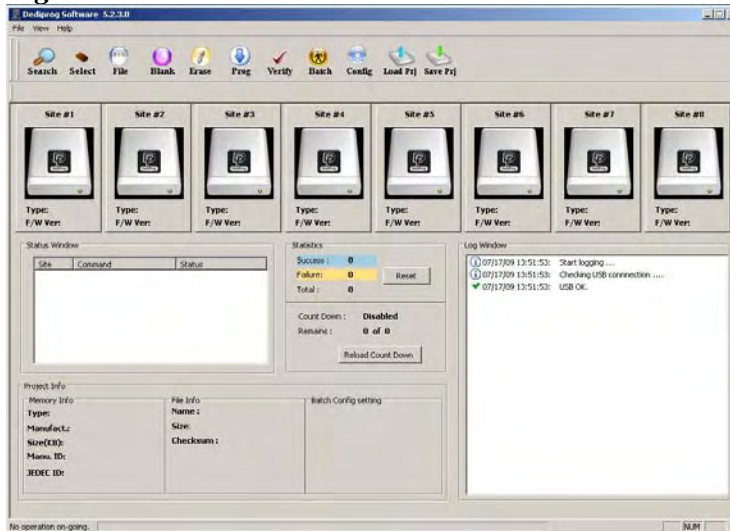 Dediprog Software 5.2.3.0
File View Help
Search Select File Blank Erase Prog Verify Batch Config Load Prj Save Prj
Site #1 Site #2 Site #3 Site #4 Site #5 Site #6 Site #7 Site #8
Type: Type: Type: Type: Type: Type: Type: Type:
F/W Ver: F/W Ver: F/W Ver: F/W Ver: F/W Ver: F/W Ver: F/W Ver: F/W Ver:
Status Window
Site Command Status
Statistics
Success : 0
Failure: 0
Total : 0
Reset
Count Down : Disabled
Remains : 0 of 0
Reload Count Down
Log Window
07/17/09 13:51:53: Start logging ...
07/17/09 13:51:53: Checking USB connnection ....
07/17/09 13:51:53: USB OK.
Project Info
Memory Info
Type:
Manufact.:
Size(KB):
Manu. ID:
JEDEC ID:
File Info
Name :
Size:
Checksum :
Batch Config setting
No operation on-going.
NUM